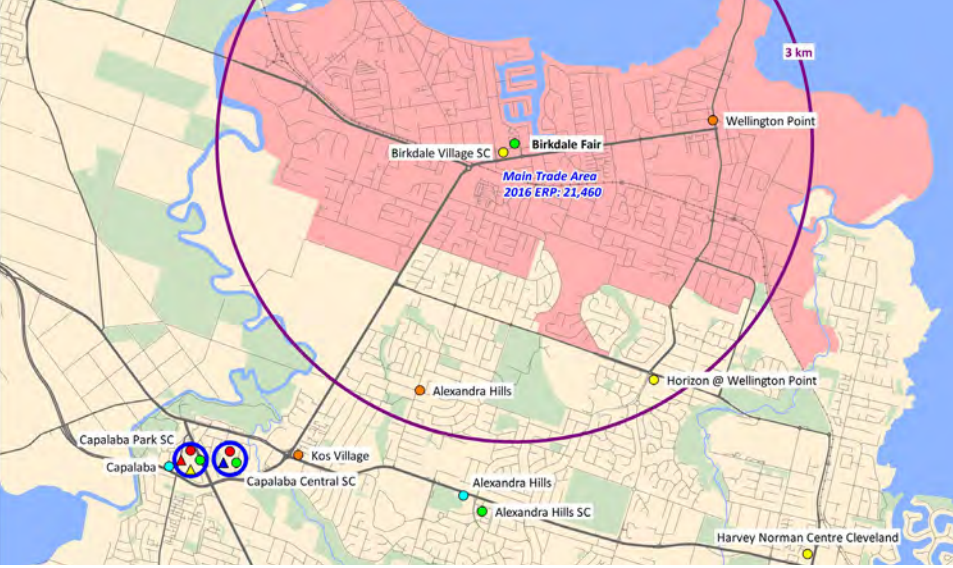 3 km
Wellington Point
Birkdale Fair
Birkdale Village SC
Main Trade Area
2016 ERP: 21,460
Horizon @ Wellington Point
Alexandra Hills
Capalaba Park SC
Kos Village
Capalaba
Capalaba Central SC
Alexandra Hills
Alexandra Hills SC
Harvey Norman Centre Cleveland